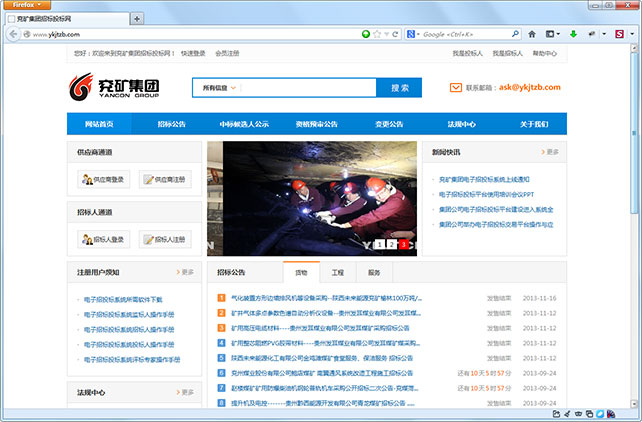 Firefox
兖矿集团招标投标网
www.ykjtzb.com
Google <Ctrl+K>
您好！欢迎来到兖矿集团招标投标网！ 快速登录 会员注册
我是投标人 我是招标人 帮助中心
兖矿集团
YANCON GROUP
所有信息
搜 索
联系邮箱：ask@ykjtzb.com
网站首页 招标公告 中标候选人公示 资格预审公告 变更公告 法规中心 关于我们
供应商通道
供应商登录 供应商注册
招标人通道
招标人登录 招标人注册
1 2 3
新闻快讯 更多
兖矿集团电子招投标系统上线通知
电子招标投标平台使用培训会议PPT
集团公司电子招标投标平台建设进入系统全
集团公司举办电子招投标交易平台操作与应
注册用户须知 更多
电子招投标系统所需软件下载
电子招投标系统监标人操作手册
电子招投标系统招标人操作手册
电子招投标系统投标人操作手册
电子招投标系统评标专家操作手册
法规中心 更多
招标公告 货物 工程 服务
1 气化装置方形边墙排风机等设备采购--陕西未来能源兖矿榆林100万吨/... 发售结束 2013-11-16
2 矿井气体多点参数色谱自动分析仪设备--贵州发耳煤业有限公司发耳煤... 发售结束 2013-11-12
3 矿用高压电缆材料----贵州发耳煤业有限公司发耳煤矿采购招标公告 发售结束 2013-11-12
4 矿用整芯阻燃PVC胶带材料----贵州发耳煤业有限公司发耳煤矿煤采购... 发售结束 2013-11-12
5 陕西未来能源化工有限公司金鸡滩煤矿食堂服务、保洁服务 招标公告 发售结束 2013-11-12
6 兖州煤业股份有限公司鲍店煤矿 南翼通风系统改造工程施工招标公告 还有10天5时57分 2013-09-24
7 赵楼煤矿矿用防爆柴油机钢轮普轨机车采购公开招标二次公告-兖煤菏... 还有10天5时57分 2013-09-24
8 提升机及电控-------贵州黔西能源开发有限公司青龙煤矿招标公告 ...... 发售结束 2013-09-24